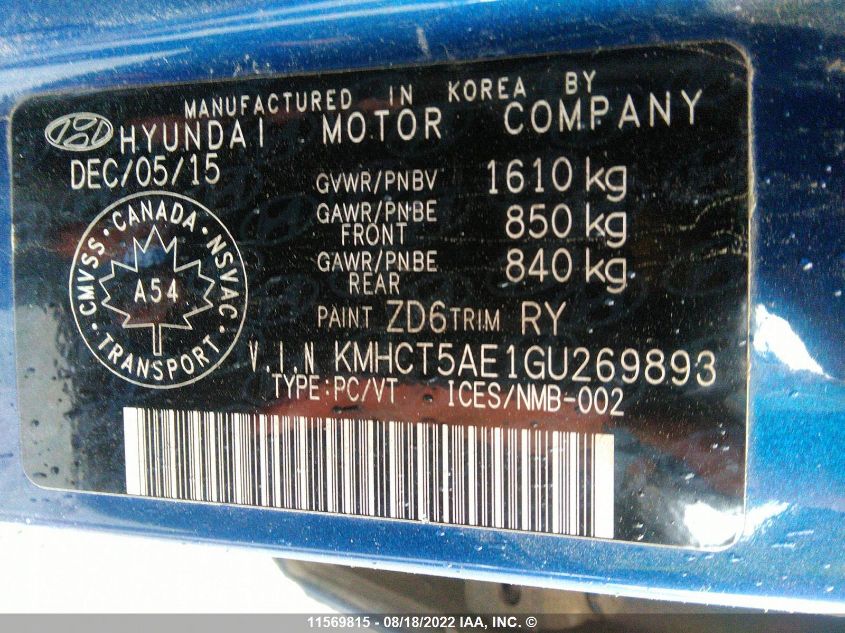 MANUFACTURED IN KOREA BY
HYUNDAI MOTOR COMPANY
DEC/05/15
GVWR/PNBV 1610 kg
GAWR/PNBE FRONT 850 kg
GAWR/PNBE REAR 840 kg
CMVSS · CANADA · NSVAC
A54
· TRANSPORT ·
PAINT ZD6 TRIM RY
V.I.N KMHCT5AE1GU269893
TYPE:PC/VT ICES/NMB-002
11569815 - 08/18/2022 IAA, INC. ©